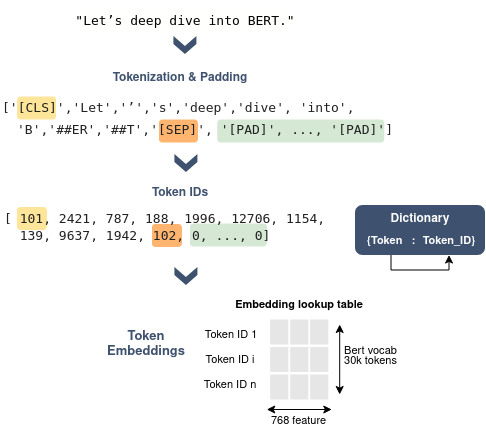 "Let’s deep dive into BERT."
Tokenization & Padding
['[CLS]','Let','’','s','deep','dive', 'into',
'B','##ER','##T','[SEP]', '[PAD]', ..., '[PAD]']
Token IDs
[ 101, 2421, 787, 188, 1996, 12706, 1154,
139, 9637, 1942, 102, 0, ..., 0]
Dictionary
{Token : Token_ID}
Embedding lookup table
Token
Embeddings
Token ID 1
Token ID i
Token ID n
Bert vocab
30k tokens
768 feature